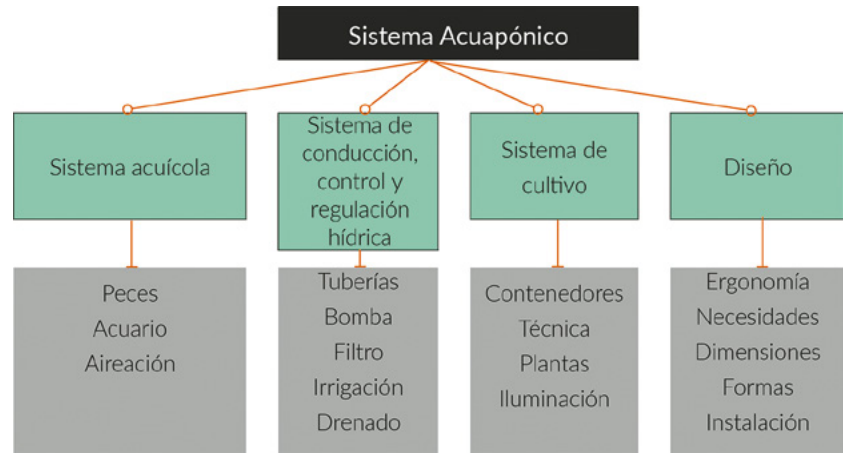 Sistema Acuapónico
Sistema acuícola
Sistema de
conducción,
control y
regulación
hídrica
Sistema de
cultivo
Diseño
Peces
Acuario
Aireación
Tuberías
Bomba
Filtro
Irrigación
Drenado
Contenedores
Técnica
Plantas
Iluminación
Ergonomía
Necesidades
Dimensiones
Formas
Instalación